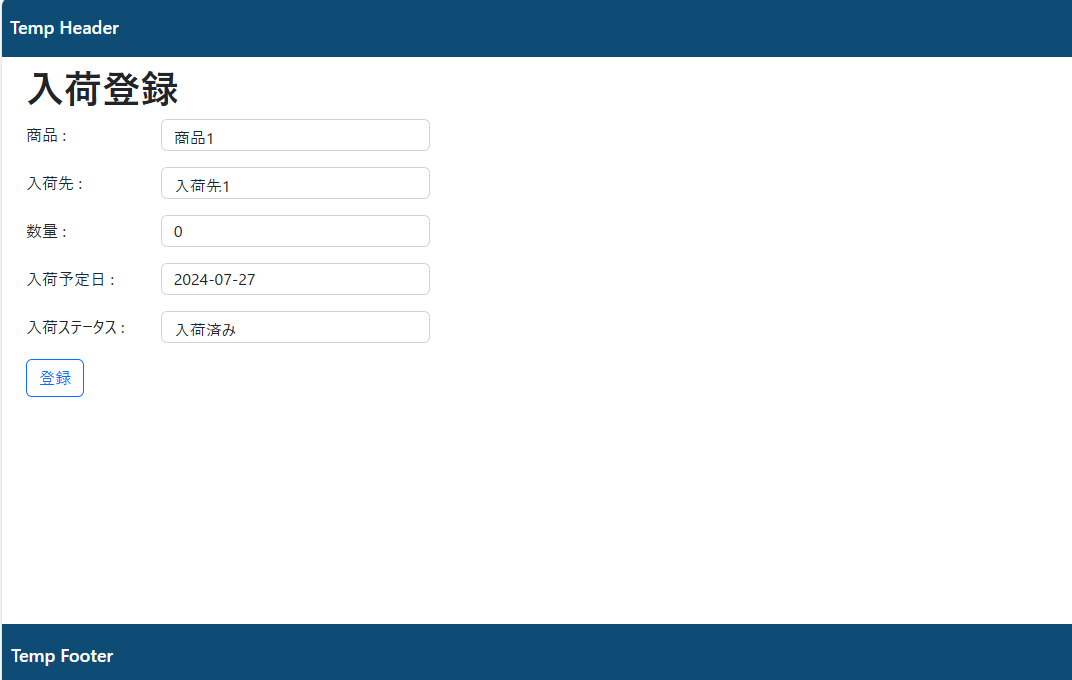 Temp Header
入荷登録
商品 : 商品1
入荷先 : 入荷先1
数量 : 0
入荷予定日 : 2024-07-27
入荷ステータス : 入荷済み
登録
Temp Footer